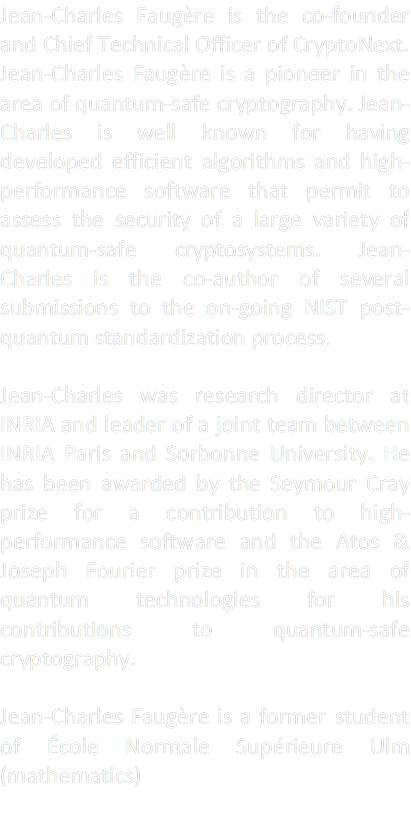 Jean-Charles Faugère is the co-founder
and Chief Technical Officer of CryptoNext.
Jean-Charles Faugère is a pioneer in the
area of quantum-safe cryptography. Jean-
Charles is well known for having
developed efficient algorithms and high-
performance software that permit to
assess the security of a large variety of
quantum-safe cryptosystems. Jean-
Charles is the co-author of several
submissions to the on-going NIST post-
quantum standardization process.

Jean-Charles was research director at
INRIA and leader of a joint team between
INRIA Paris and Sorbonne University. He
has been awarded by the Seymour Cray
prize for a contribution to high-
performance software and the Atos &
Joseph Fourier prize in the area of
quantum technologies for his
contributions to quantum-safe
cryptography.

Jean-Charles Faugère is a former student
of École Normale Supérieure Ulm
(mathematics)